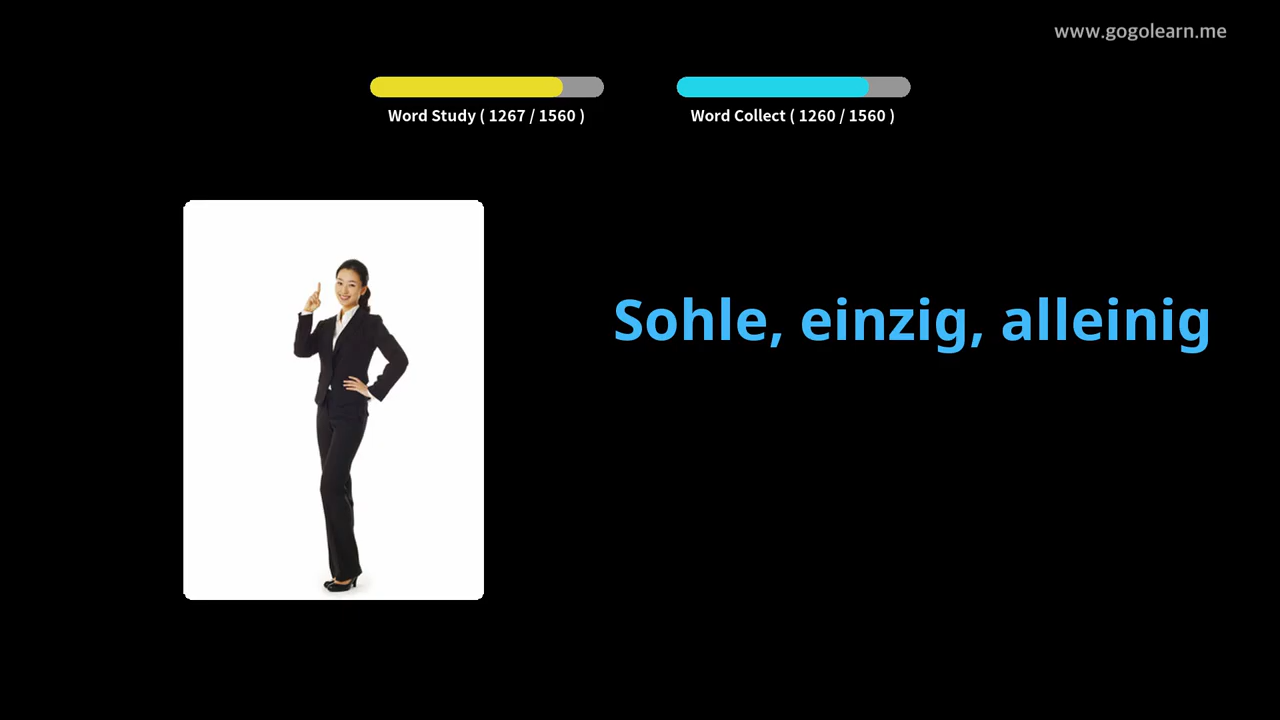 www.gogolearn.me
Word Study ( 1267 / 1560 )
Word Collect ( 1260 / 1560 )
Sohle, einzig, alleinig